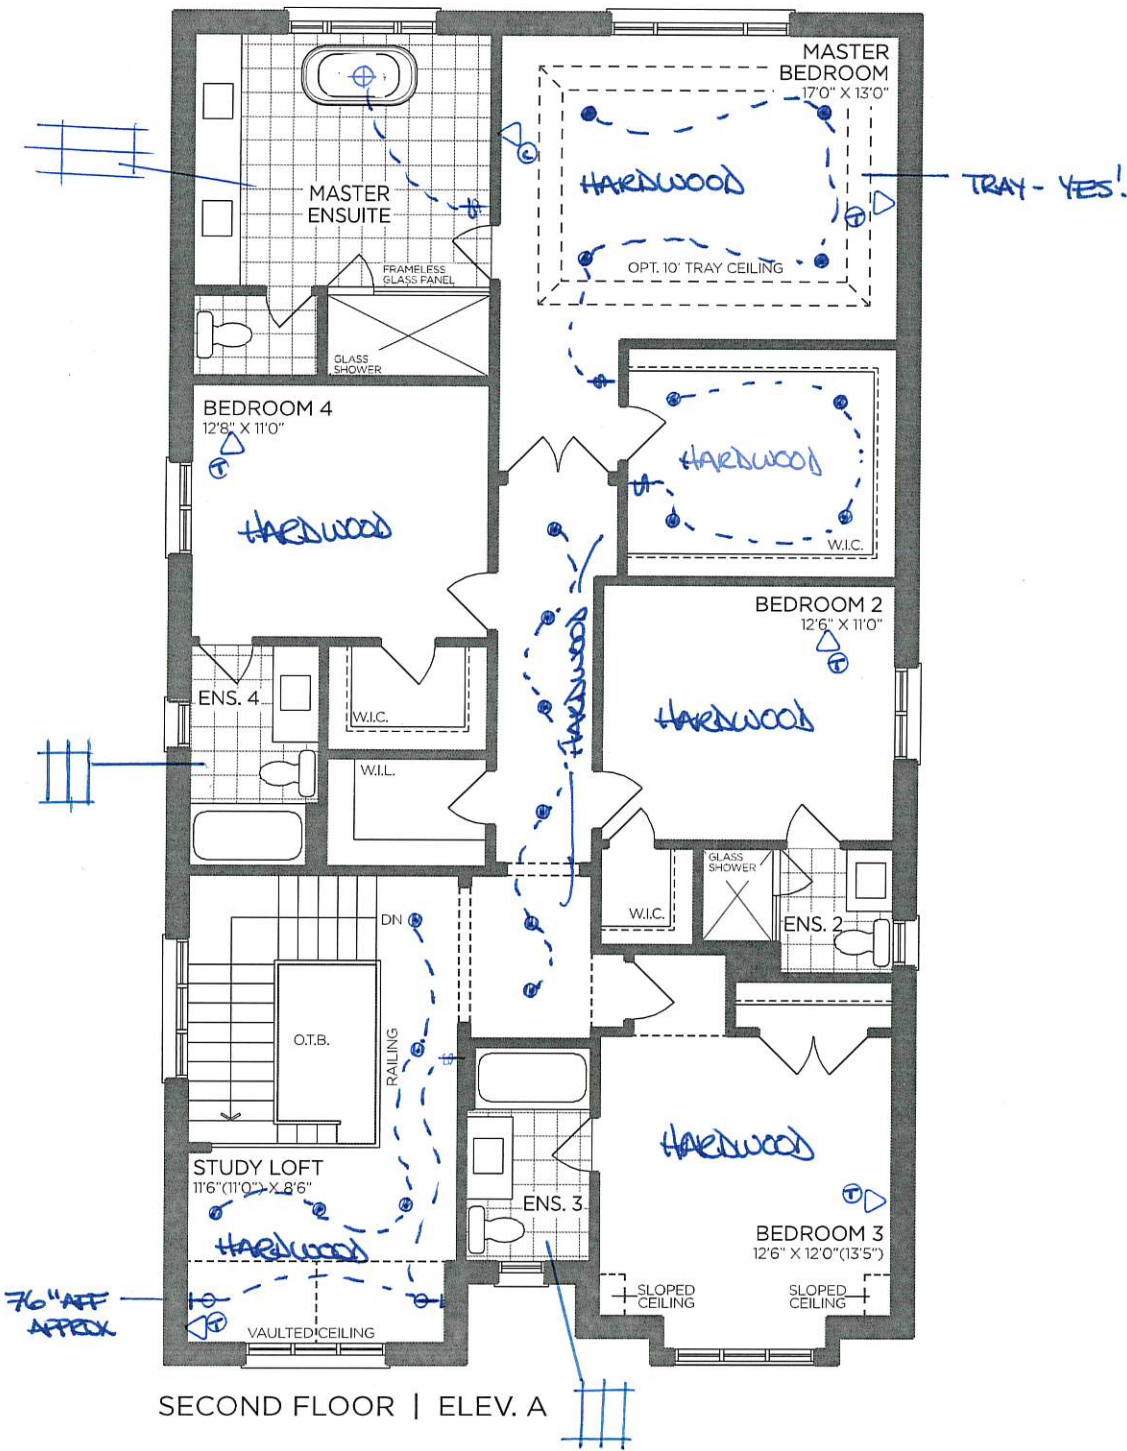 MASTER
BEDROOM
17'0" X 13'0"
HARDWOOD
TRAY - YES!
T
C
OPT. 10' TRAY CEILING
MASTER
ENSUITE
FRAMELESS
GLASS PANEL
GLASS
SHOWER
BEDROOM 4
12'8" X 11'0"
T
HARDWOOD
HARDWOOD
W.I.C.
HARDWOOD
BEDROOM 2
12'6" X 11'0"
T
HARDWOOD
ENS. 4
W.I.C.
W.I.L.
GLASS
SHOWER
W.I.C.
ENS. 2
DN
O.T.B.
RAILING
STUDY LOFT
11'6"(11'0") X 8'6"
HARDWOOD
76" AFF
APPROX
T
VAULTED CEILING
ENS. 3
HARDWOOD
T
BEDROOM 3
12'6" X 12'0"(13'5")
SLOPED
CEILING
SLOPED
CEILING
SECOND FLOOR | ELEV. A